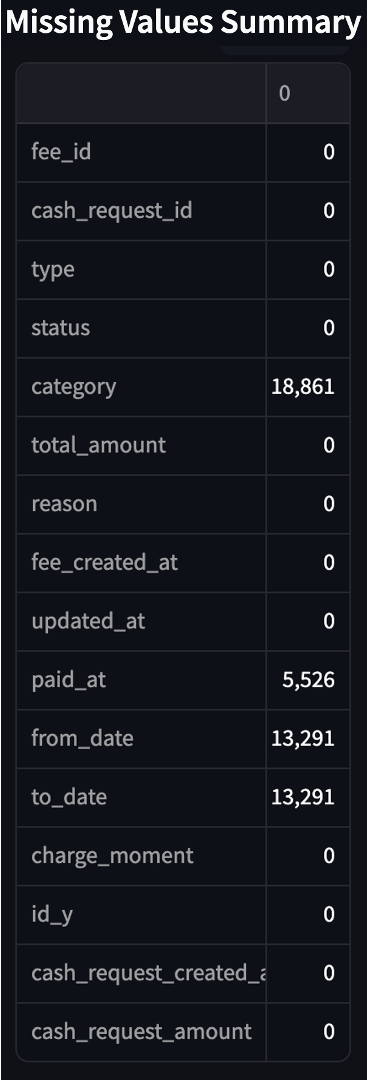 Missing Values Summary
0
fee_id 0
cash_request_id 0
type 0
status 0
category 18,861
total_amount 0
reason 0
fee_created_at 0
updated_at 0
paid_at 5,526
from_date 13,291
to_date 13,291
charge_moment 0
id_y 0
cash_request_created_a 0
cash_request_amount 0